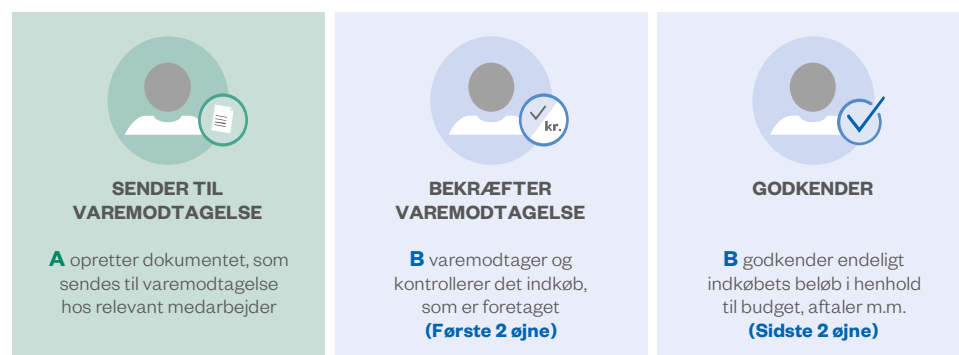 kr.
SENDER TIL
VAREMODTAGELSE
A opretter dokumentet, som
sendes til varemodtagelse
hos relevant medarbejder
BEKRÆFTER
VAREMODTAGELSE
B varemodtager og
kontrollerer det indkøb,
som er foretaget
(Første 2 øjne)
GODKENDER
B godkender endeligt
indkøbets beløb i henhold
til budget, aftaler m.m.
(Sidste 2 øjne)